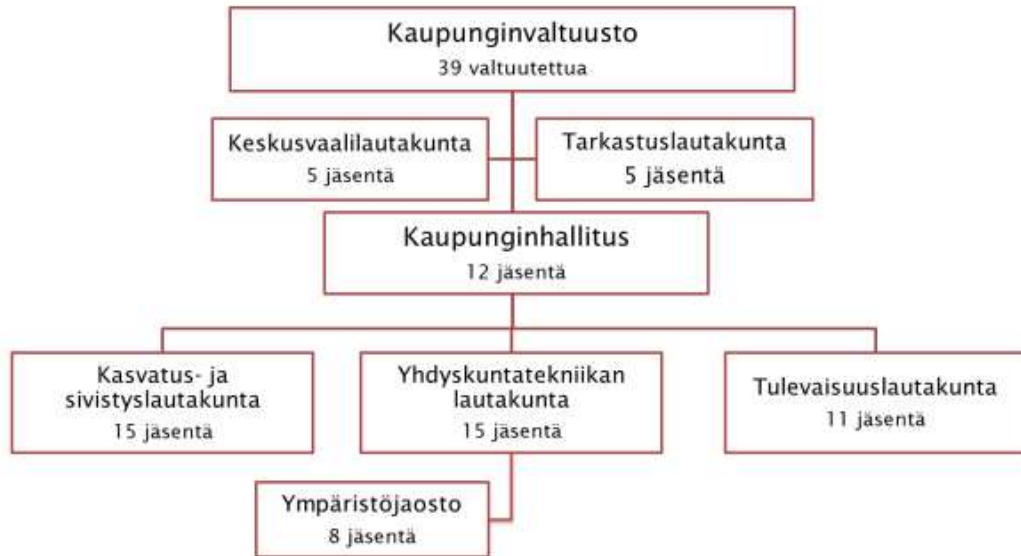 Kaupunginvaltuusto
39 valtuutettua
Keskusvaalilautakunta
5 jäsentä
Tarkastuslautakunta
5 jäsentä
Kaupunginhallitus
12 jäsentä
Kasvatus- ja
sivistyslautakunta
15 jäsentä
Yhdyskuntatekniikan
lautakunta
15 jäsentä
Tulevaisuuslautakunta
11 jäsentä
Ympäristöjaosto
8 jäsentä